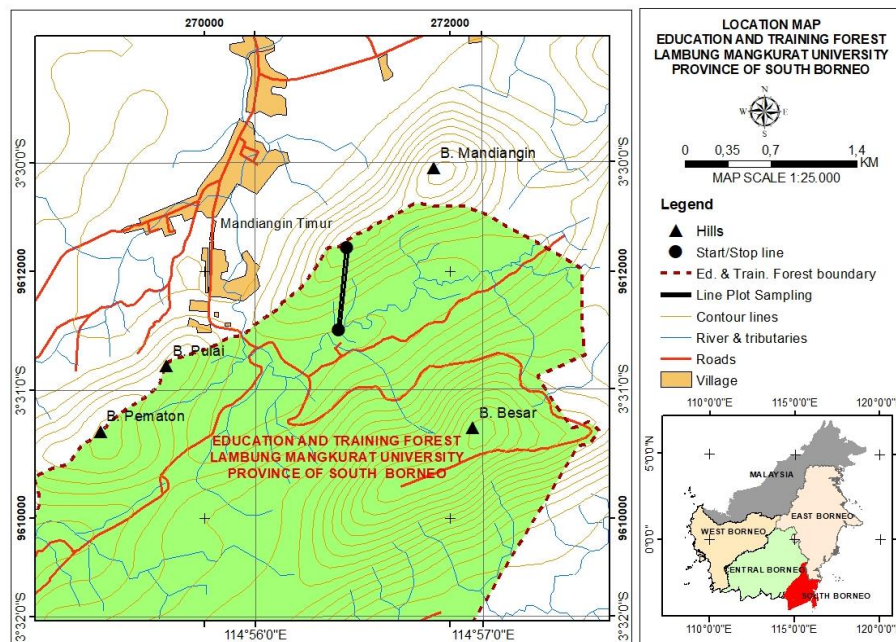 270000 272000
3°30'0"S
3°30'0"S
9612000
9612000
3°31'0"S
3°31'0"S
9610000
9610000
3°32'0"S
3°32'0"S
114°56'0"E 114°57'0"E
B. Mandiangin
Mandiangin Timur
B. Pulai
B. Pematon
B. Besar
EDUCATION AND TRAINING FOREST
LAMBUNG MANGKURAT UNIVERSITY
PROVINCE OF SOUTH BORNEO
LOCATION MAP
EDUCATION AND TRAINING FOREST
LAMBUNG MANGKURAT UNIVERSITY
PROVINCE OF SOUTH BORNEO
N
W E
S
0 0,35 0,7 1,4
KM
MAP SCALE 1:25.000
Legend
Hills
Start/Stop line
Ed. & Train. Forest boundary
Line Plot Sampling
Contour lines
River & tributaries
Roads
Village
110°0'0" 115°0'0" 120°0'0"
5°0'0"N
0°0'0"
MALAYSIA
EAST BORNEO
WEST BORNEO
CENTRAL BORNEO
SOUTH BORNEO
110°0'0" 115°0'0" 120°0'0"